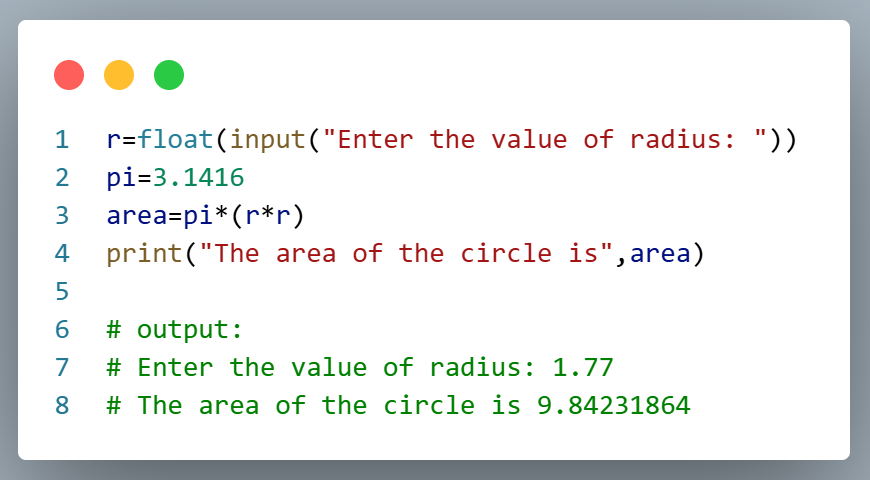 1 r=float(input("Enter the value of radius: "))
2 pi=3.1416
3 area=pi*(r*r)
4 print("The area of the circle is",area)
5
6 # output:
7 # Enter the value of radius: 1.77
8 # The area of the circle is 9.84231864